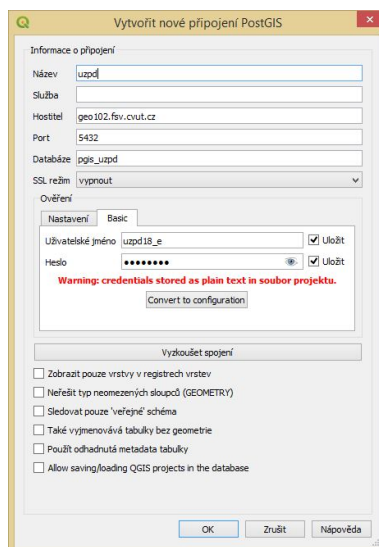 Vytvořit nové připojení PostGIS
Informace o připojení
Název uzpd
Služba
Hostitel geo102.fsv.cvut.cz
Port 5432
Databáze pgis_uzpd
SSL režim vypnout
Ověření
Nastavení Basic
Uživatelské jméno uzpd18_e Uložit
Heslo ●●●●●●●● Uložit
Warning: credentials stored as plain text in soubor projektu.
Convert to configuration
Vyzkoušet spojení
Zobrazit pouze vrstvy v registrech vrstev
Neřešit typ neomezených sloupců (GEOMETRY)
Sledovat pouze 'veřejné' schéma
Také vyjmenovává tabulky bez geometrie
Použít odhadnutá metadata tabulky
Allow saving/loading QGIS projects in the database
OK Zrušit Nápověda